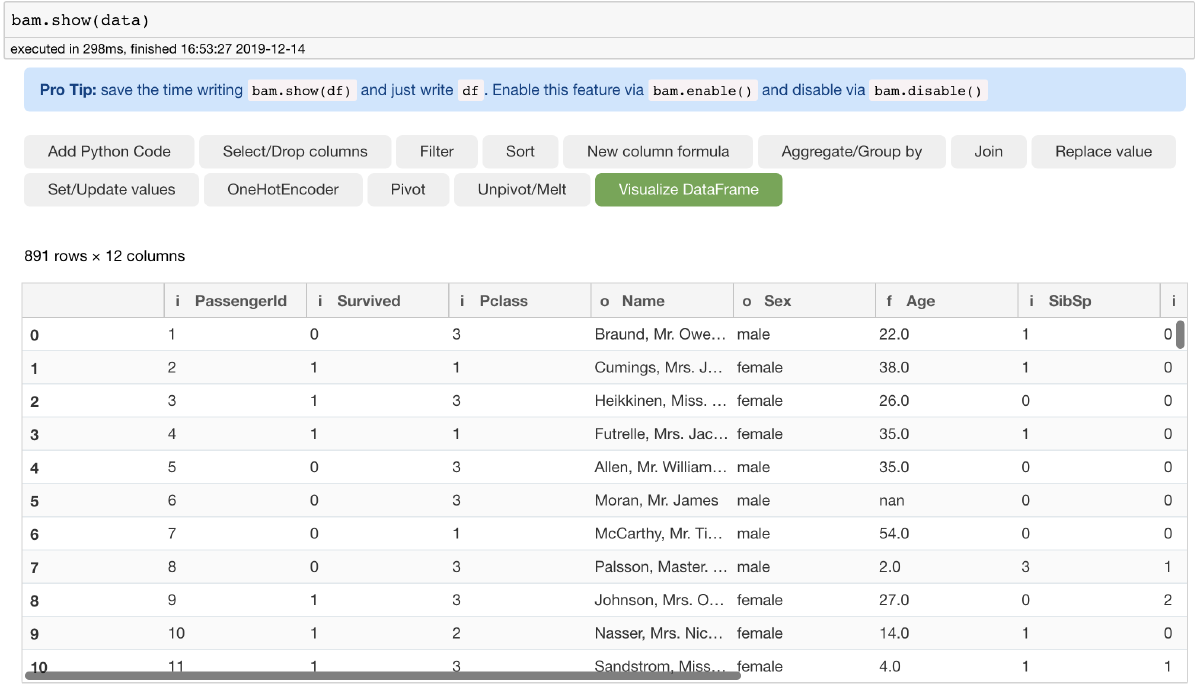 bam.show(data)
executed in 298ms, finished 16:53:27 2019-12-14
Pro Tip: save the time writing bam.show(df) and just write df . Enable this feature via bam.enable() and disable via bam.disable()
Add Python Code Select/Drop columns Filter Sort New column formula Aggregate/Group by Join Replace value
Set/Update values OneHotEncoder Pivot Unpivot/Melt Visualize DataFrame
891 rows × 12 columns
i PassengerId i Survived i Pclass o Name o Sex f Age i SibSp i
0 1 0 3 Braund, Mr. Owe... male 22.0 1 0
1 2 1 1 Cumings, Mrs. J... female 38.0 1 0
2 3 1 3 Heikkinen, Miss. ... female 26.0 0 0
3 4 1 1 Futrelle, Mrs. Jac... female 35.0 1 0
4 5 0 3 Allen, Mr. William... male 35.0 0 0
5 6 0 3 Moran, Mr. James male nan 0 0
6 7 0 1 McCarthy, Mr. Ti... male 54.0 0 0
7 8 0 3 Palsson, Master. ... male 2.0 3 1
8 9 1 3 Johnson, Mrs. O... female 27.0 0 2
9 10 1 2 Nasser, Mrs. Nic... female 14.0 1 0
10 11 1 3 Sandstrom, Miss... female 4.0 1 1